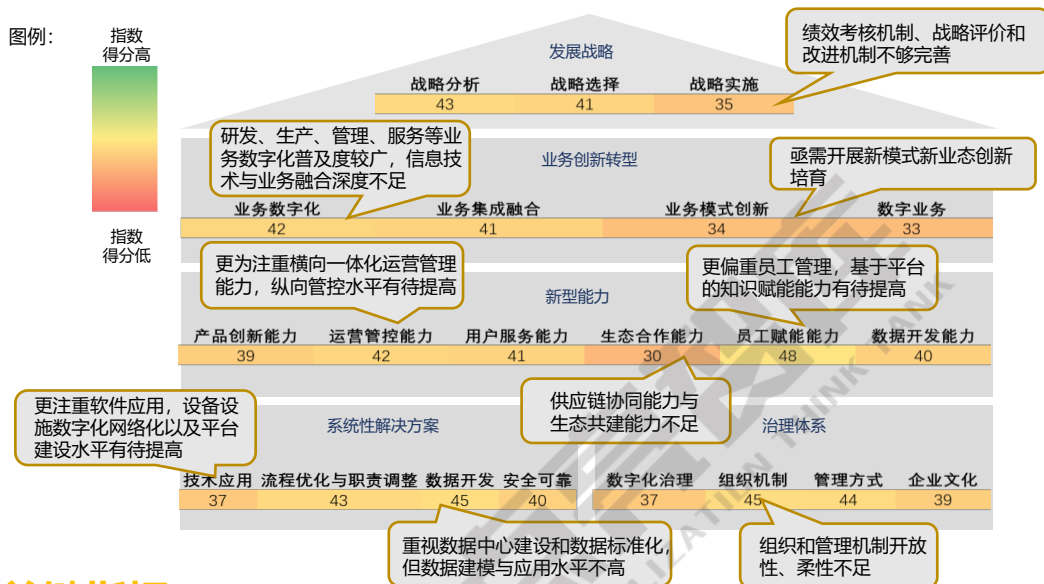 图例：
指数
得分高
指数
得分低
发展战略
战略分析 战略选择 战略实施
43 41 35
绩效考核机制、战略评价和
改进机制不够完善
研发、生产、管理、服务等业
务数字化普及度较广，信息技
术与业务融合深度不足
业务创新转型
亟需开展新模式新业态创新
培育
业务数字化 业务集成融合 业务模式创新 数字业务
42 41 34 33
更为注重横向一体化运营管理
能力，纵向管控水平有待提高
新型能力
更偏重员工管理，基于平台
的知识赋能能力有待提高
产品创新能力 运营管控能力 用户服务能力 生态合作能力 员工赋能能力 数据开发能力
39 42 41 30 48 40
更注重软件应用，设备设
施数字化网络化以及平台
建设水平有待提高
供应链协同能力与
生态共建能力不足
系统性解决方案
治理体系
技术应用 流程优化与职责调整 数据开发 安全可靠
37 43 45 40
数字化治理 组织机制 管理方式 企业文化
37 45 44 39
重视数据中心建设和数据标准化，
但数据建模与应用水平不高
组织和管理机制开放
性、柔性不足
THINK TANK